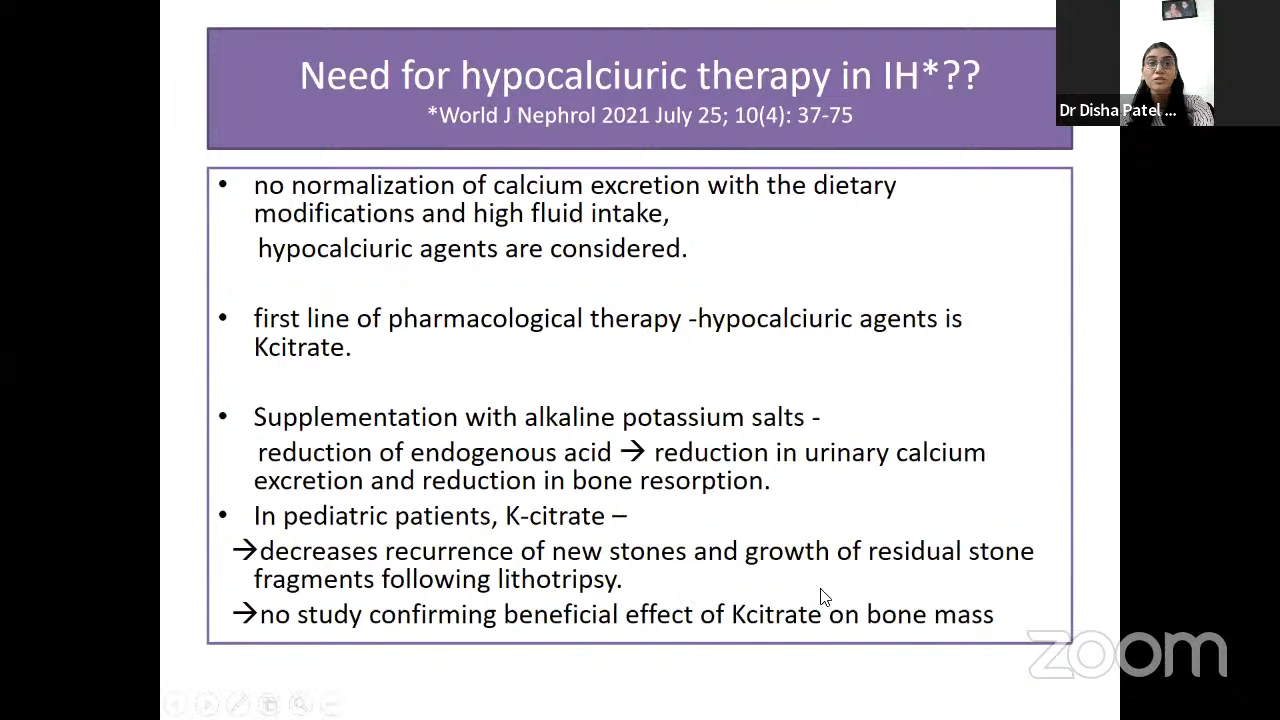 Need for hypocalciuric therapy in IH*??
*World J Nephrol 2021 July 25; 10(4): 37-75
Dr Disha Patel ...
• no normalization of calcium excretion with the dietary
modifications and high fluid intake,
hypocalciuric agents are considered.
• first line of pharmacological therapy -hypocalciuric agents is
Kcitrate.
• Supplementation with alkaline potassium salts -
reduction of endogenous acid → reduction in urinary calcium
excretion and reduction in bone resorption.
• In pediatric patients, K-citrate –
→decreases recurrence of new stones and growth of residual stone
fragments following lithotripsy.
→no study confirming beneficial effect of Kcitrate on bone mass
zoom